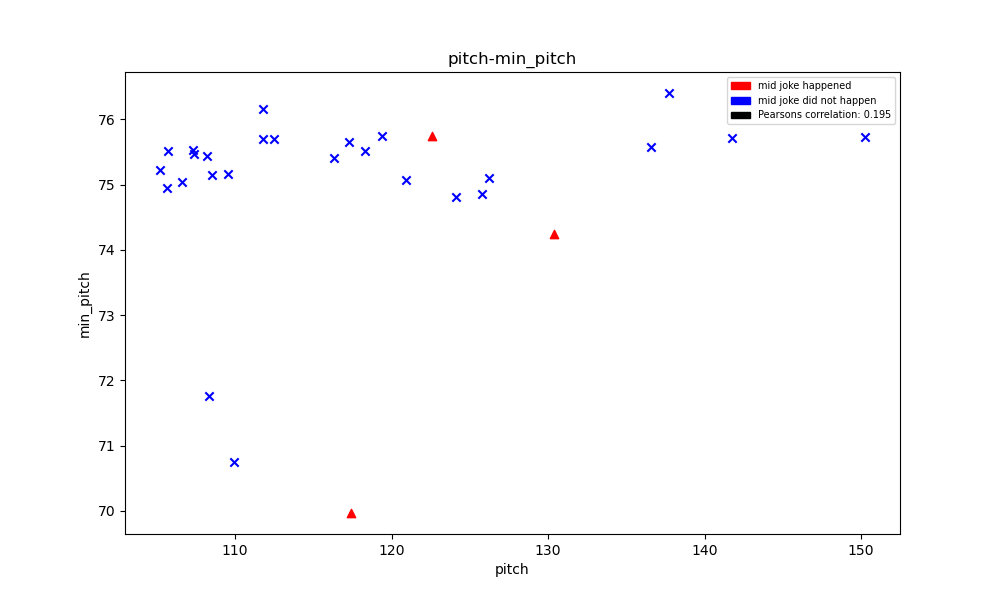 pitch-min_pitch
mid joke happened
mid joke did not happen
Pearsons correlation: 0.195
76
75
74
73
72
71
70
min_pitch
110
120
130
140
150
pitch